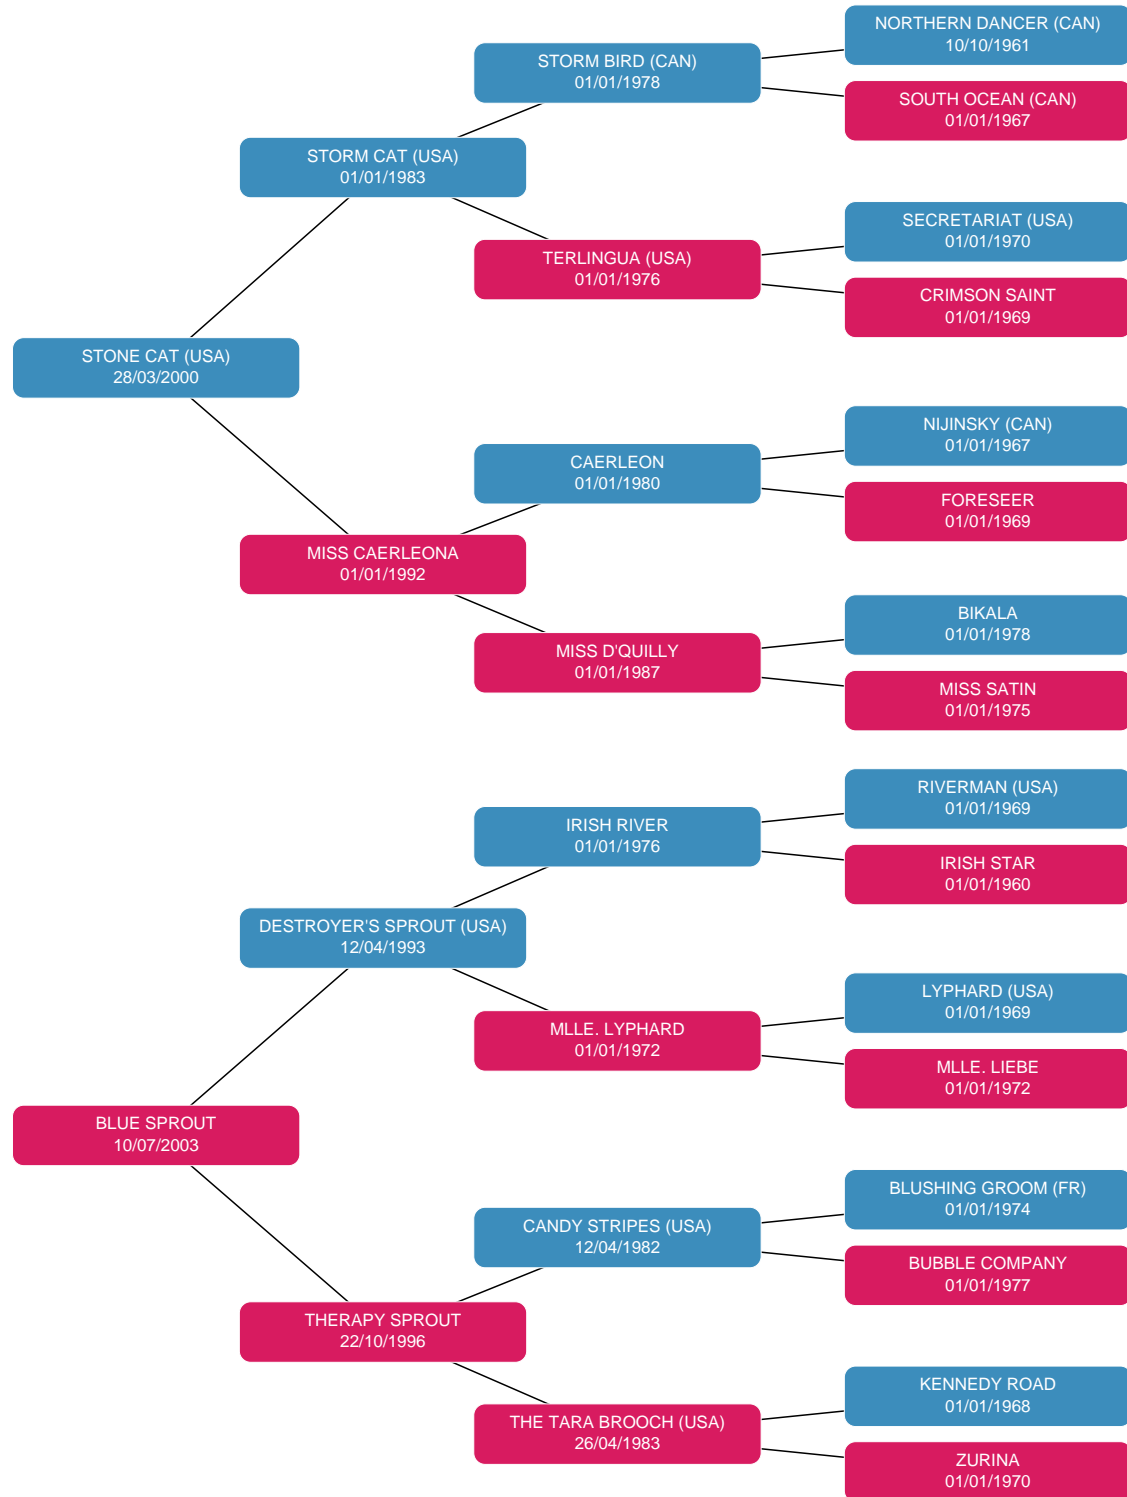 NORTHERN DANCER (CAN)
10/10/1961
STORM BIRD (CAN)
01/01/1978
SOUTH OCEAN (CAN)
01/01/1967
STORM CAT (USA)
01/01/1983
SECRETARIAT (USA)
01/01/1970
TERLINGUA (USA)
01/01/1976
CRIMSON SAINT
01/01/1969
STONE CAT (USA)
28/03/2000
NIJINSKY (CAN)
01/01/1967
CAERLEON
01/01/1980
FORESEER
01/01/1969
MISS CAERLEONA
01/01/1992
BIKALA
01/01/1978
MISS D'QUILLY
01/01/1987
MISS SATIN
01/01/1975
RIVERMAN (USA)
01/01/1969
IRISH RIVER
01/01/1976
IRISH STAR
01/01/1960
DESTROYER'S SPROUT (USA)
12/04/1993
LYPHARD (USA)
01/01/1969
MLLE. LYPHARD
01/01/1972
MLLE. LIEBE
01/01/1972
BLUE SPROUT
10/07/2003
BLUSHING GROOM (FR)
01/01/1974
CANDY STRIPES (USA)
12/04/1982
BUBBLE COMPANY
01/01/1977
THERAPY SPROUT
22/10/1996
KENNEDY ROAD
01/01/1968
THE TARA BROOCH (USA)
26/04/1983
ZURINA
01/01/1970